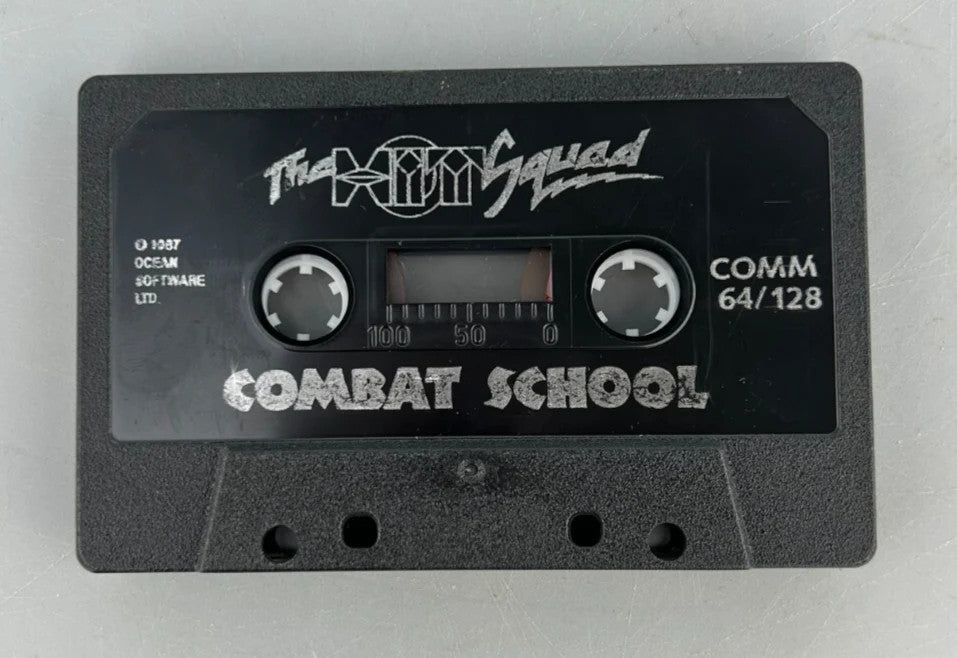 The Hit Squad
℗ 1987
OCEAN
SOFTWARE
LTD.
COMM
64/128
100 50 0
COMBAT SCHOOL